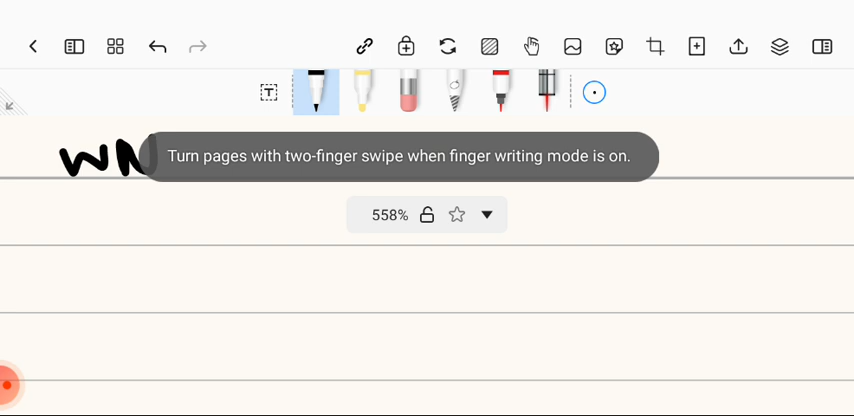 Turn pages with two-finger swipe when finger writing mode is on.
558%